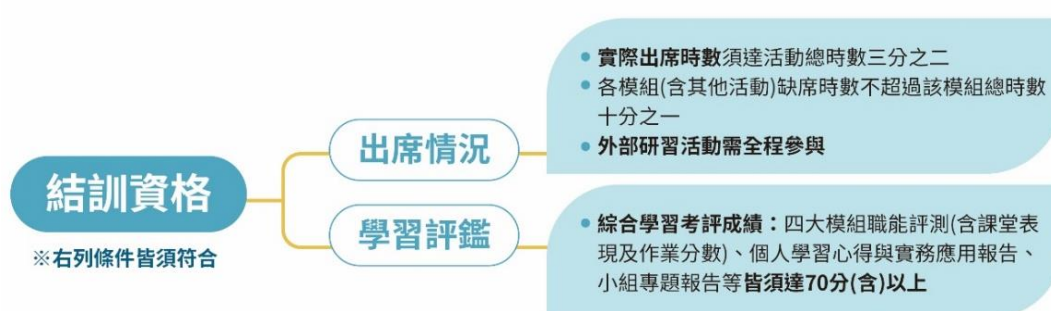 結訓資格
※右列條件皆須符合
出席情況
• 實際出席時數須達活動總時數三分之二
• 各模組(含其他活動)缺席時數不超過該模組總時數
十分之一
• 外部研習活動需全程參與
學習評鑑
• 綜合學習考評成績：四大模組職能評測(含課堂表
現及作業分數)、個人學習心得與實務應用報告、
小組專題報告等皆須達70分(含)以上